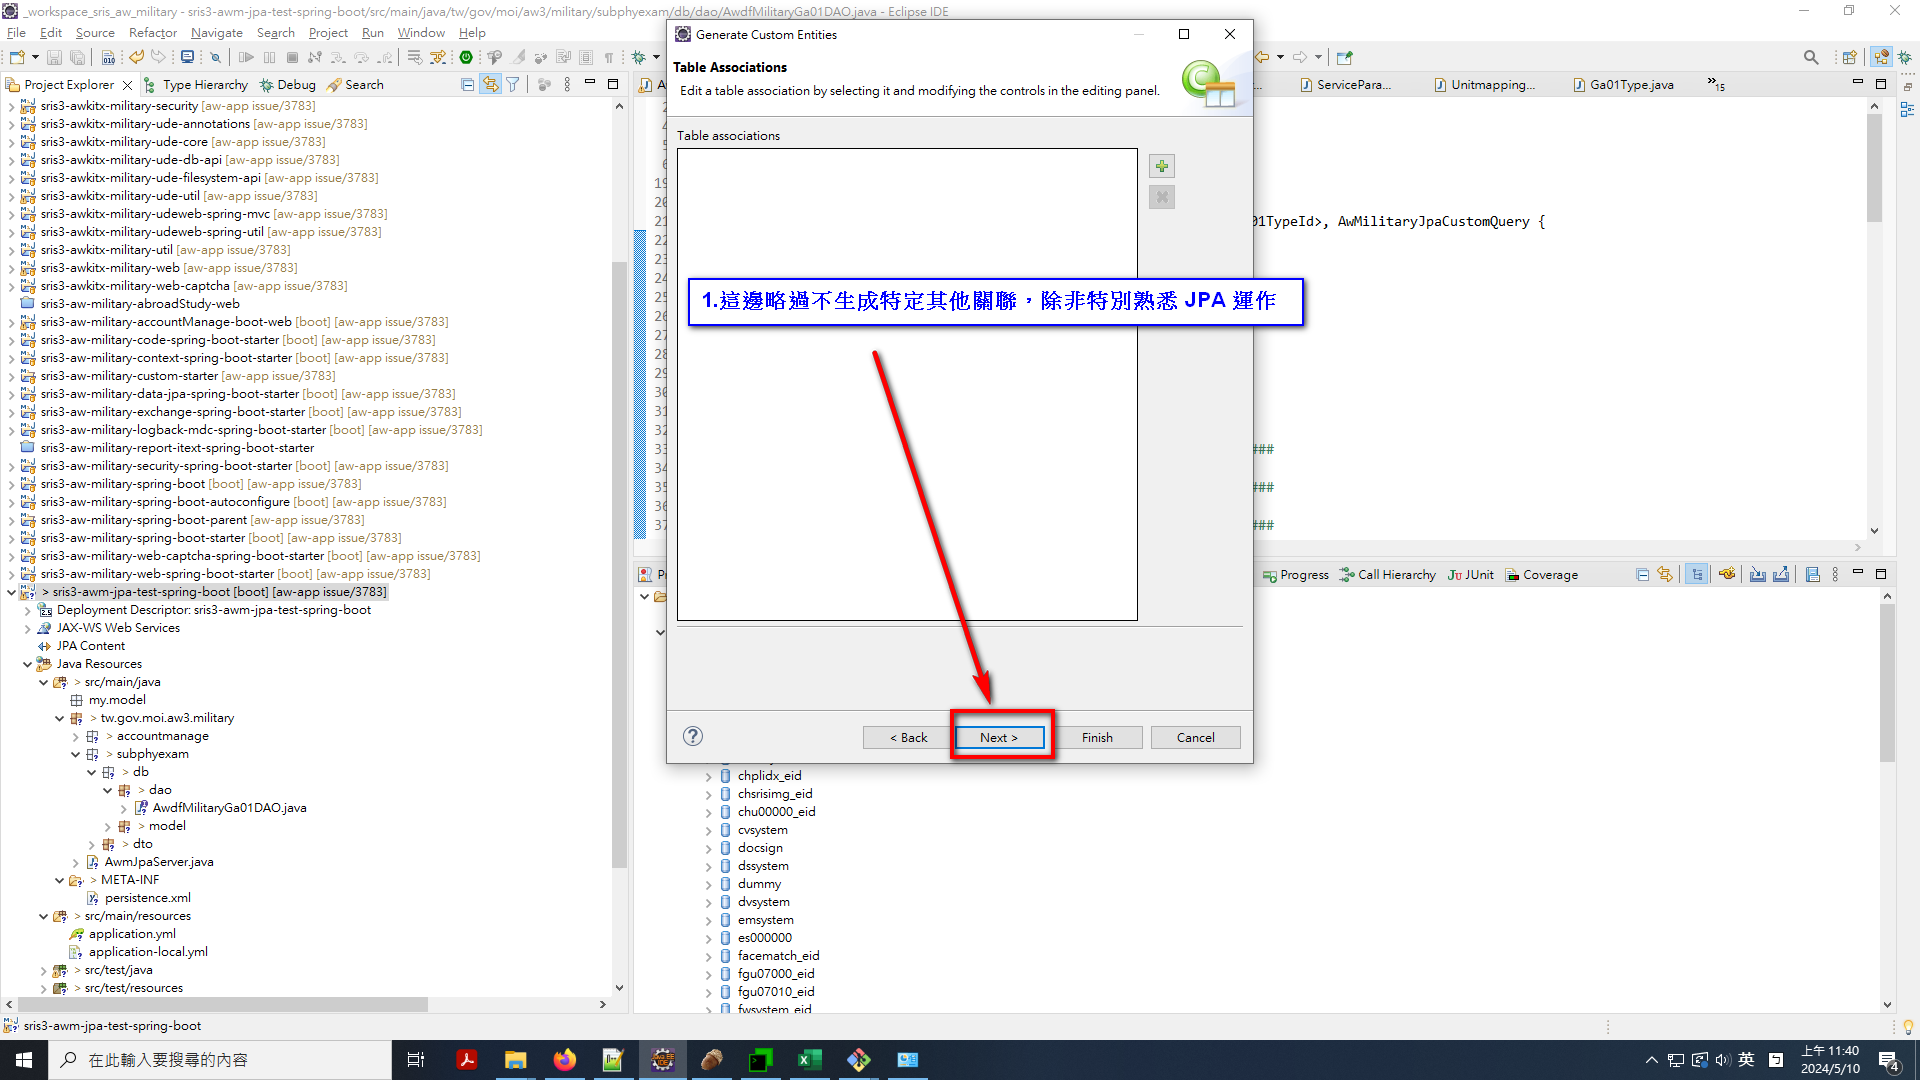 _workspace_sris_aw_military - sris3-awm-jpa-test-spring-boot/src/main/java/tw/gov/moi/aw3/military/subphyexam/db/dao/AwdfMilitaryGa01DAO.java - Eclipse IDE
File Edit Source Refactor Navigate Search Project Run Window Help
Project Explorer Type Hierarchy Debug Search
sris3-awkitx-military-security [aw-app issue/3783]
sris3-awkitx-military-ude-annotations [aw-app issue/3783]
sris3-awkitx-military-ude-core [aw-app issue/3783]
sris3-awkitx-military-ude-db-api [aw-app issue/3783]
sris3-awkitx-military-ude-filesystem-api [aw-app issue/3783]
sris3-awkitx-military-ude-util [aw-app issue/3783]
sris3-awkitx-military-udeweb-spring-mvc [aw-app issue/3783]
sris3-awkitx-military-udeweb-spring-util [aw-app issue/3783]
sris3-awkitx-military-util [aw-app issue/3783]
sris3-awkitx-military-web [aw-app issue/3783]
sris3-awkitx-military-web-captcha [aw-app issue/3783]
sris3-aw-military-abroadStudy-web
sris3-aw-military-accountManage-boot-web [boot] [aw-app issue/3783]
sris3-aw-military-code-spring-boot-starter [boot] [aw-app issue/3783]
sris3-aw-military-context-spring-boot-starter [boot] [aw-app issue/3783]
sris3-aw-military-custom-starter [aw-app issue/3783]
sris3-aw-military-data-jpa-spring-boot-starter [boot] [aw-app issue/3783]
sris3-aw-military-exchange-spring-boot-starter [boot] [aw-app issue/3783]
sris3-aw-military-logback-mdc-spring-boot-starter [boot] [aw-app issue/3783]
sris3-aw-military-report-itext-spring-boot-starter
sris3-aw-military-security-spring-boot-starter [boot] [aw-app issue/3783]
sris3-aw-military-spring-boot [boot] [aw-app issue/3783]
sris3-aw-military-spring-boot-autoconfigure [boot] [aw-app issue/3783]
sris3-aw-military-spring-boot-parent [aw-app issue/3783]
sris3-aw-military-spring-boot-starter [boot] [aw-app issue/3783]
sris3-aw-military-web-captcha-spring-boot-starter [boot] [aw-app issue/3783]
sris3-aw-military-web-spring-boot-starter [boot] [aw-app issue/3783]
> sris3-awm-jpa-test-spring-boot [boot] [aw-app issue/3783]
Deployment Descriptor: sris3-awm-jpa-test-spring-boot
JAX-WS Web Services
JPA Content
Java Resources
> src/main/java
my.model
> tw.gov.moi.aw3.military
> accountmanage
> subphyexam
> db
> dao
> AwdfMilitaryGa01DAO.java
> model
> dto
AwmJpaServer.java
> META-INF
persistence.xml
> src/main/resources
application.yml
application-local.yml
> src/test/java
> src/test/resources
sris3-awm-jpa-test-spring-boot
Generate Custom Entities
Table Associations
Edit a table association by selecting it and modifying the controls in the editing panel.
Table associations
1.這邊略過不生成特定其他關聯，除非特別熟悉 JPA 運作
< Back Next > Finish Cancel
ServicePara... Unitmapping... Ga01Type.java »15
19
20
21
22
23
24
25
26
27
28
29
30
31
32
33
34
35
36
37
01TypeId>, AwMilitaryJpaCustomQuery {
###
###
###
Progress Call Hierarchy JUnit Coverage
chplidx_eid
chsrisimg_eid
chu00000_eid
cvsystem
docsign
dssystem
dummy
dvsystem
emsystem
es000000
facematch_eid
fgu07000_eid
fgu07010_eid
fwsystem_eid
在此輸入要搜尋的內容
英
上午 11:40
2024/5/10
4